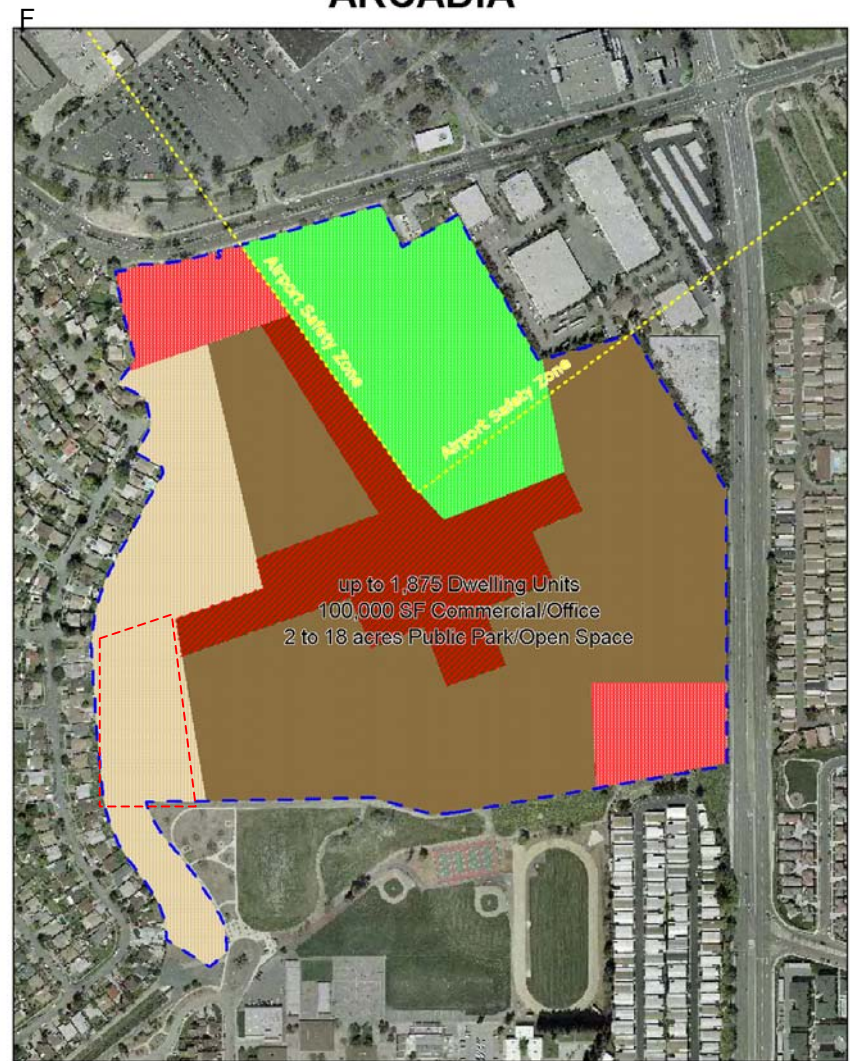 ARCADIA
F
Airport Safety Zone
Airport Safety Zone
up to 1,875 Dwelling Units
100,000 SF Commercial/Office
2 to 18 acres Public Park/Open Space